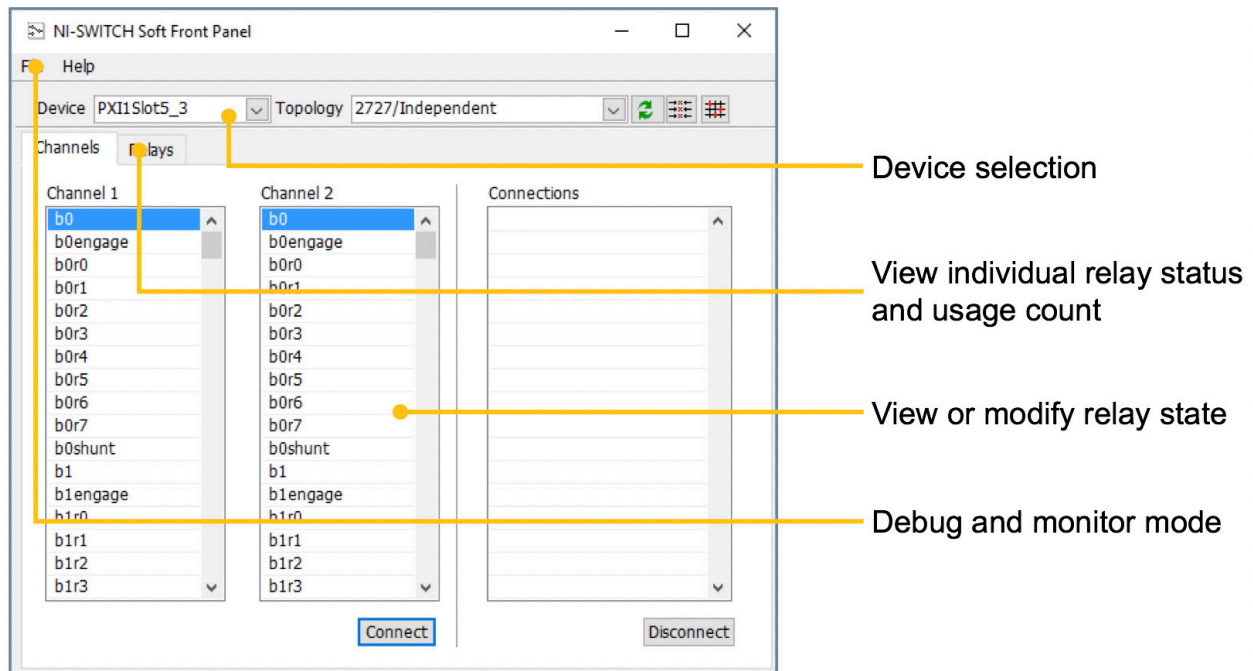 NI-SWITCH Soft Front Panel
Help
Device PXI1Slot5_3 Topology 2727/Independent
Channels
Channel 1 Channel 2 Connections
b0 b0
b0engage b0engage
b0r0 b0r0
b0r1 b0r1
b0r2 b0r2
b0r3 b0r3
b0r4 b0r4
b0r5 b0r5
b0r6 b0r6
b0r7 b0r7
b0shunt b0shunt
b1 b1
b1engage b1engage
b1r0 b1r0
b1r1 b1r1
b1r2 b1r2
b1r3 b1r3
Connect Disconnect
Device selection
View individual relay status
and usage count
View or modify relay state
Debug and monitor mode